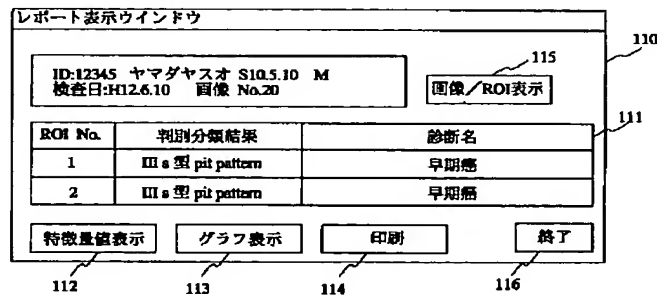 レポート表示ウインドウ
110
ID:12345 ヤマダヤスオ S10.5.10 M
検査日:H12.6.10 画像 No.20
115
画像／ROI表示
111
ROI No. 判別分類結果 診断名
1 III s 型 pit pattern 早期癌
2 III s 型 pit pattern 早期癌
特徴量値表示 グラフ表示 印刷 終了
112 113 114 116